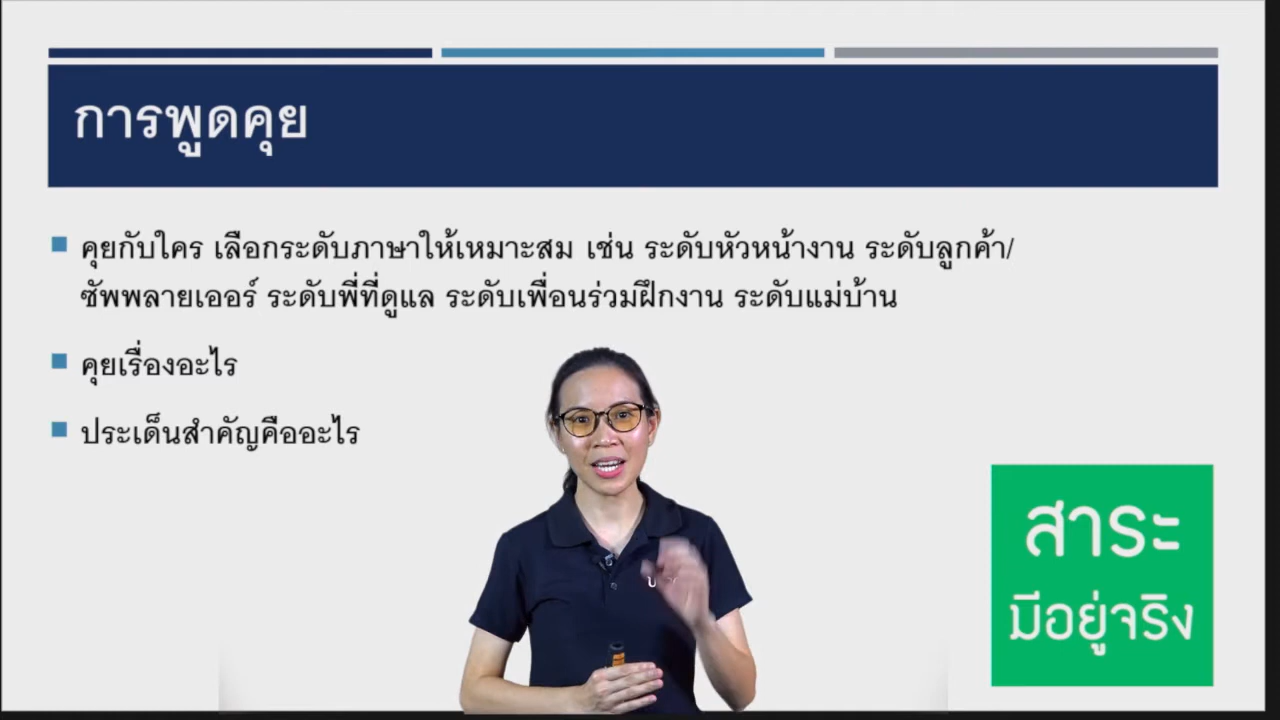 การพูดคุย
คุยกับใคร เลือกระดับภาษาให้เหมาะสม เช่น ระดับหัวหน้างาน ระดับลูกค้า/
ซัพพลายเออร์ ระดับพี่ที่ดูแล ระดับเพื่อนร่วมฝึกงาน ระดับแม่บ้าน
คุยเรื่องอะไร
ประเด็นสำคัญคืออะไร
สาระ
มีอยู่จริง